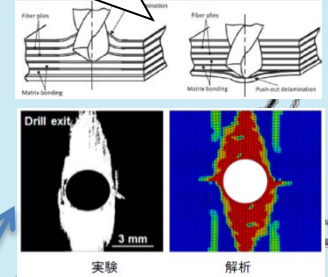 Fiber plies
Matrix bonding
Fiber plies
Matrix bonding
Push-out delamination
Drill exit
3 mm
実験
解析